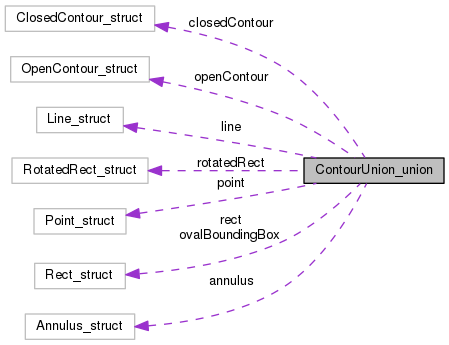 ClosedContour_struct
closedContour
OpenContour_struct
openContour
Line_struct
line
RotatedRect_struct
rotatedRect
ContourUnion_union
point
Point_struct
rect
ovalBoundingBox
Rect_struct
annulus
Annulus_struct